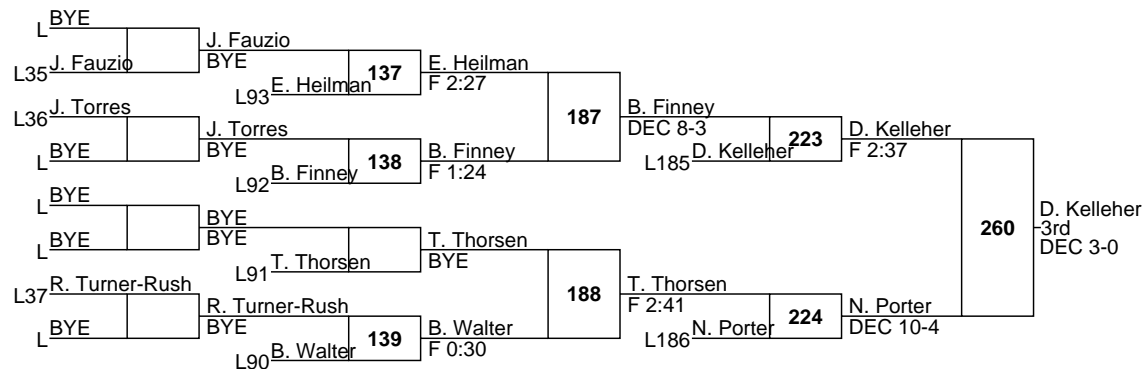 L BYE
L35 J. Fauzio
J. Fauzio
BYE
L93 E. Heilman
137
E. Heilman
F 2:27
L36 J. Torres
L BYE
J. Torres
BYE
L92 B. Finney
138
B. Finney
F 1:24
187
B. Finney
DEC 8-3
L185 D. Kelleher
223
D. Kelleher
F 2:37
L BYE
L BYE
BYE
BYE
L91 T. Thorsen
T. Thorsen
BYE
L37 R. Turner-Rush
L BYE
R. Turner-Rush
BYE
L90 B. Walter
139
B. Walter
F 0:30
188
T. Thorsen
F 2:41
L186 N. Porter
224
N. Porter
DEC 10-4
260
D. Kelleher
3rd
DEC 3-0